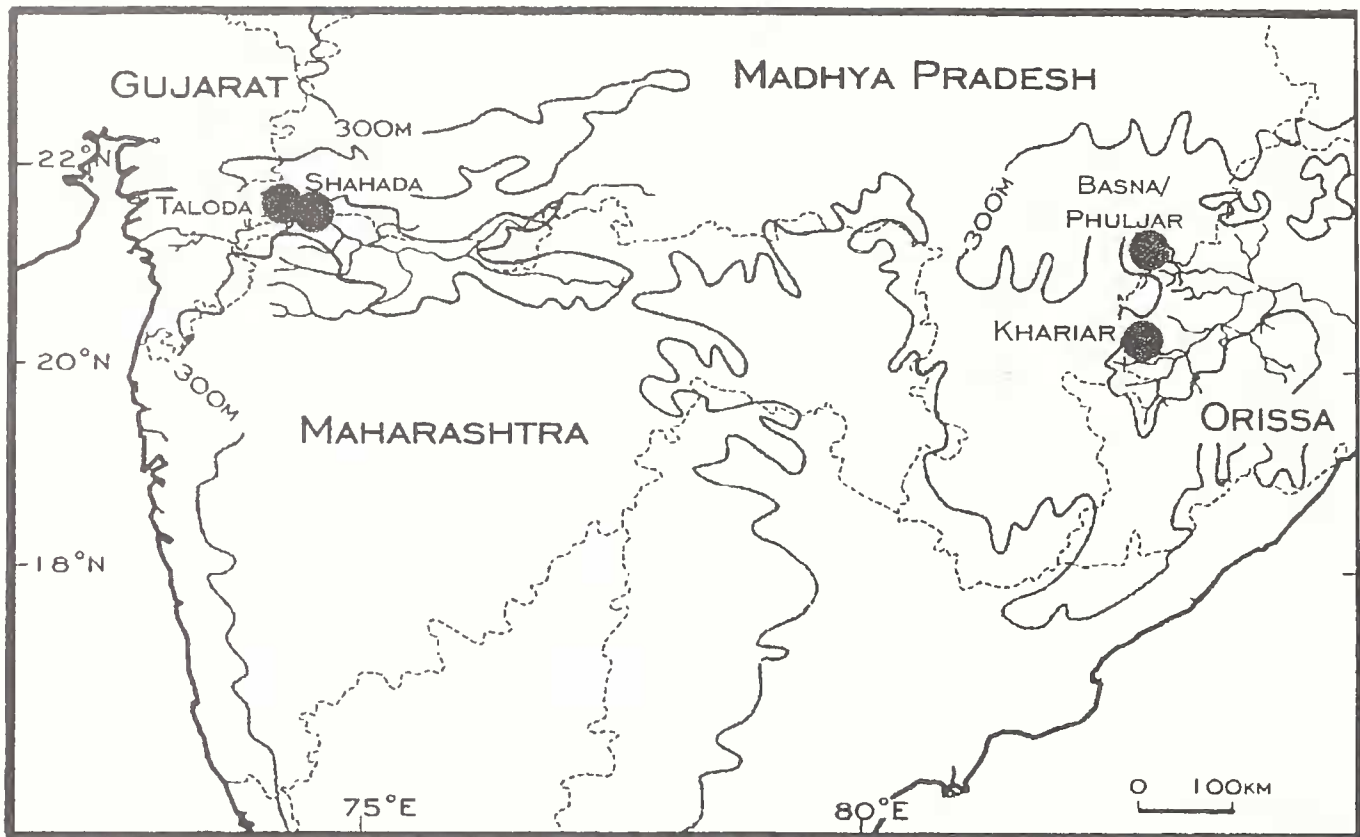 GUJARAT
MADHYA PRADESH
300M
22°N
SHAHADA
TALODA
300M
BASNA/
PHULJAR
KHARIAR
20°N
300M
MAHARASHTRA
ORISSA
18°N
75°E
80°E
0 100KM